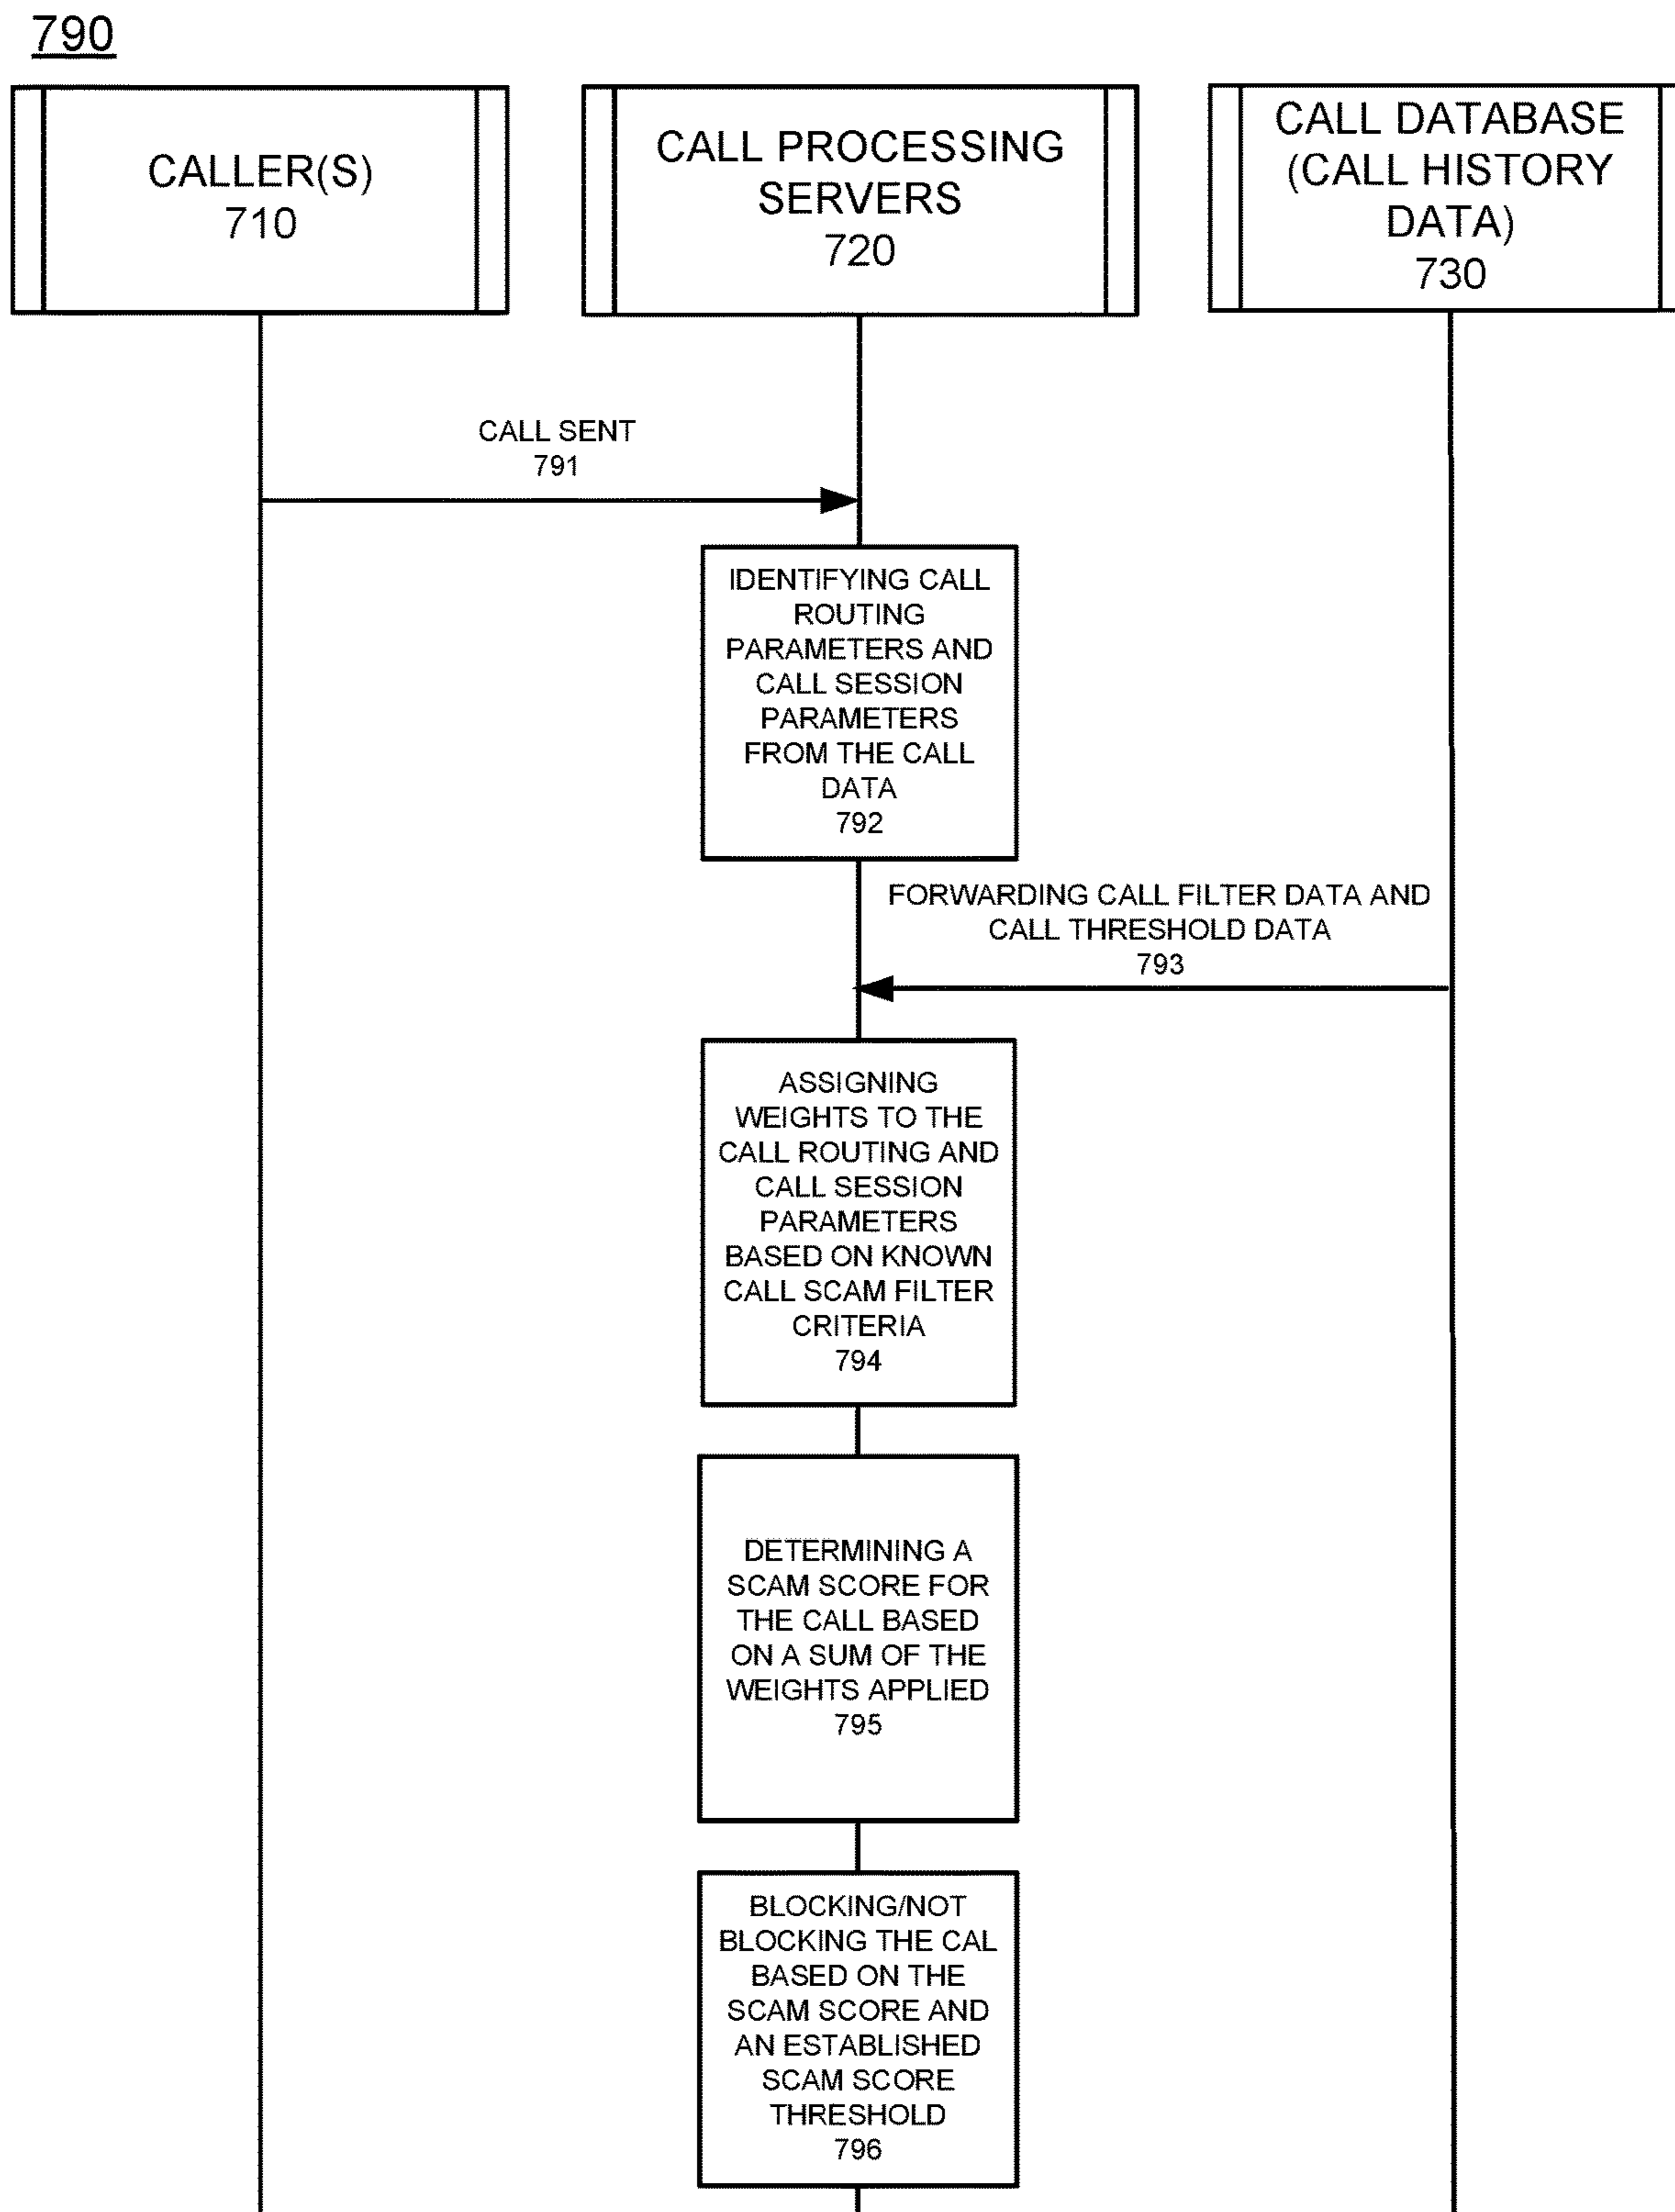 790
CALLER(S)
710
CALL PROCESSING
SERVERS
720
CALL DATABASE
(CALL HISTORY
DATA)
730
CALL SENT
791
IDENTIFYING CALL
ROUTING
PARAMETERS AND
CALL SESSION
PARAMETERS
FROM THE CALL
DATA
792
FORWARDING CALL FILTER DATA AND
CALL THRESHOLD DATA
793
ASSIGNING
WEIGHTS TO THE
CALL ROUTING AND
CALL SESSION
PARAMETERS
BASED ON KNOWN
CALL SCAM FILTER
CRITERIA
794
DETERMINING A
SCAM SCORE FOR
THE CALL BASED
ON A SUM OF THE
WEIGHTS APPLIED
795
BLOCKING/NOT
BLOCKING THE CAL
BASED ON THE
SCAM SCORE AND
AN ESTABLISHED
SCAM SCORE
THRESHOLD
796